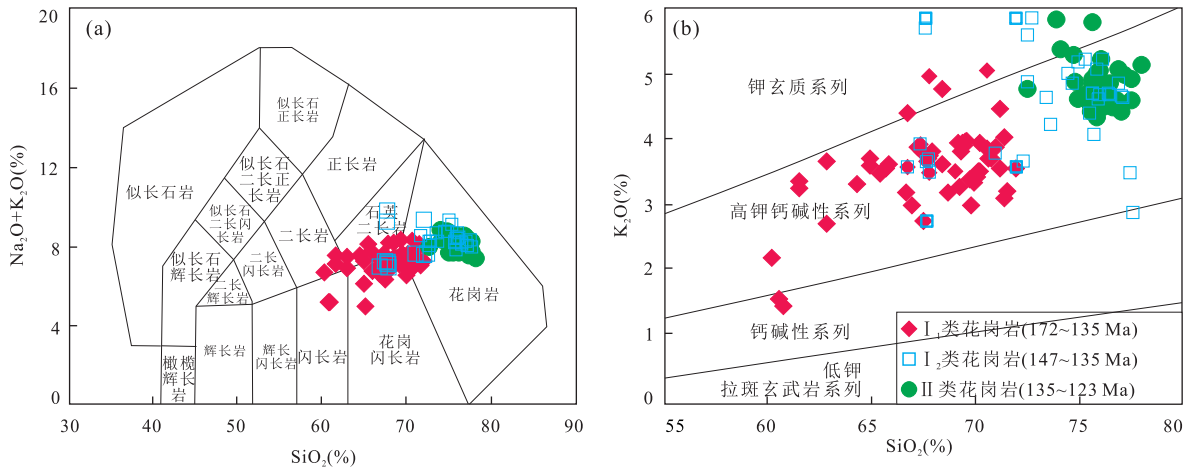 (a)
20
16
12
8
4
0
30
40
50
60
70
80
90
Na₂O+K₂O(%)
SiO₂(%)
似长石
正长岩
似长石岩
似长石
二长正
长岩
正长岩
似长石
二长闪
长岩
石英
二长岩
二长岩
似长石
辉长岩
二长
闪长岩
二长
辉长岩
花岗岩
橄榄
辉长
岩
辉长岩
辉长
闪长岩
闪长岩
花岗
闪长岩
(b)
6
5
4
3
2
1
0
55
60
65
70
75
80
K₂O(%)
SiO₂(%)
钾玄质系列
高钾钙碱性系列
钙碱性系列
低钾
拉斑玄武岩系列
Ⅰ₁类花岗岩(172~135 Ma)
Ⅰ₂类花岗岩(147~135 Ma)
Ⅱ类花岗岩(135~123 Ma)